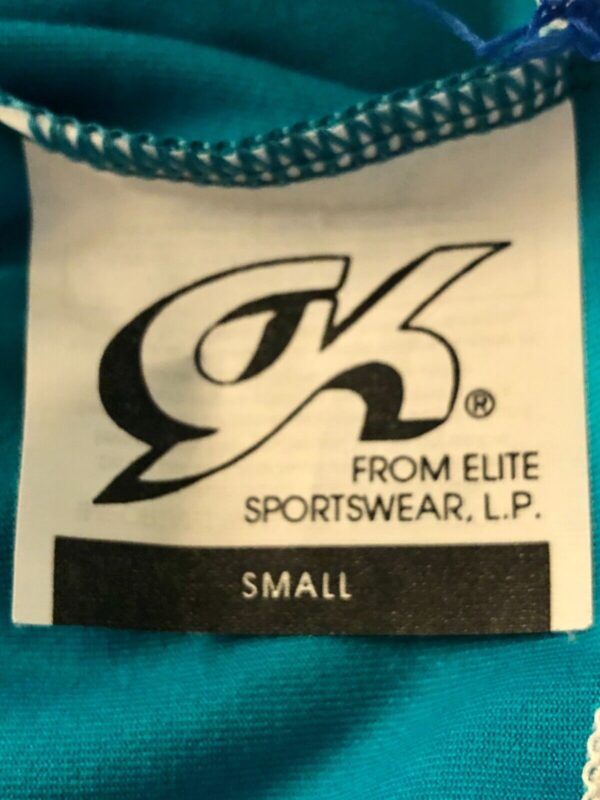 GK®
FROM ELITE
SPORTSWEAR, L.P.
SMALL